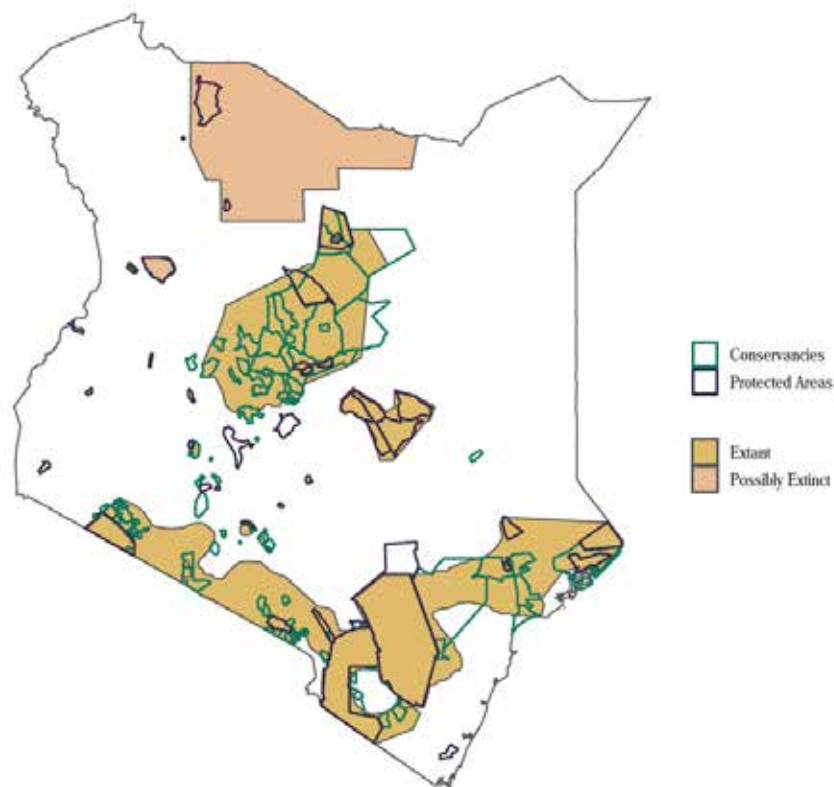 Conservancies
Protected Areas
Extant
Possibly Extinct